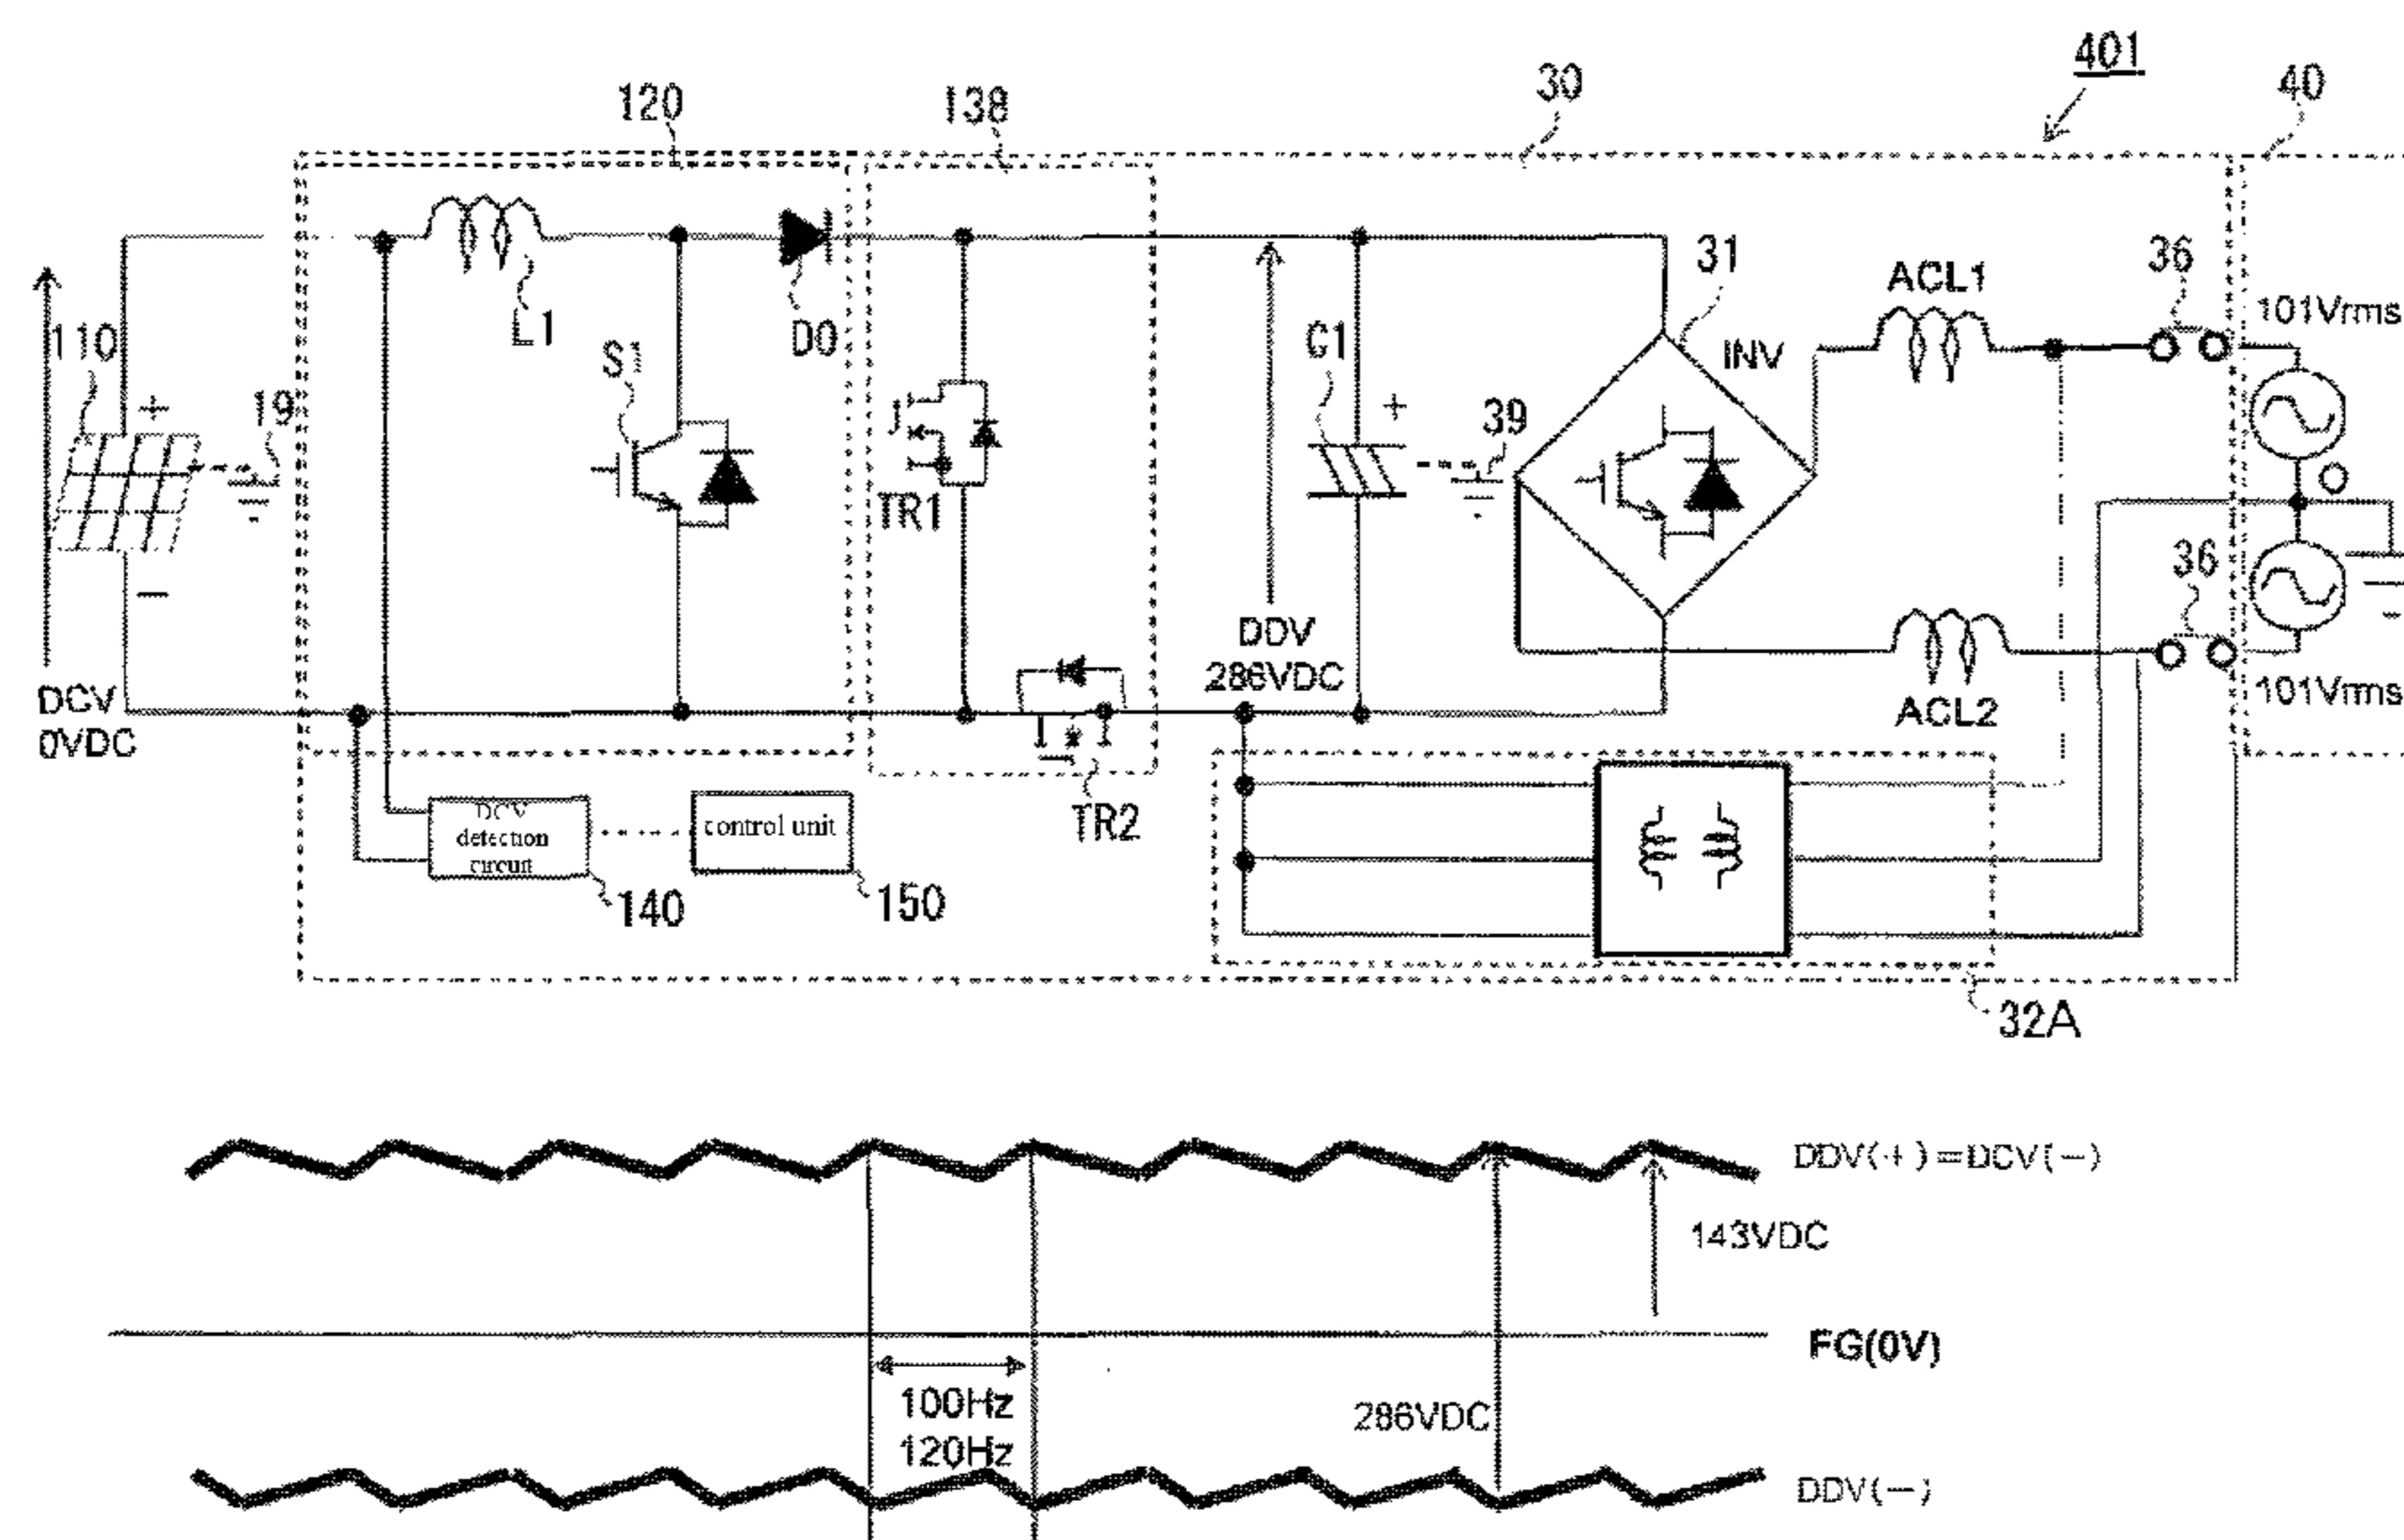 401
120
138
30
40
110
19
L1
S1
D0
TR1
C1
+
39
31
INV
ACL1
36
101Vrms
+
−
DCV
0VDC
DDV
286VDC
ACL2
36
101Vrms
DCV
detection
circuit
control unit
140
150
TR2
32A
DDV(+)=DCV(−)
143VDC
FG(0V)
100Hz
120Hz
286VDC
DDV(−)